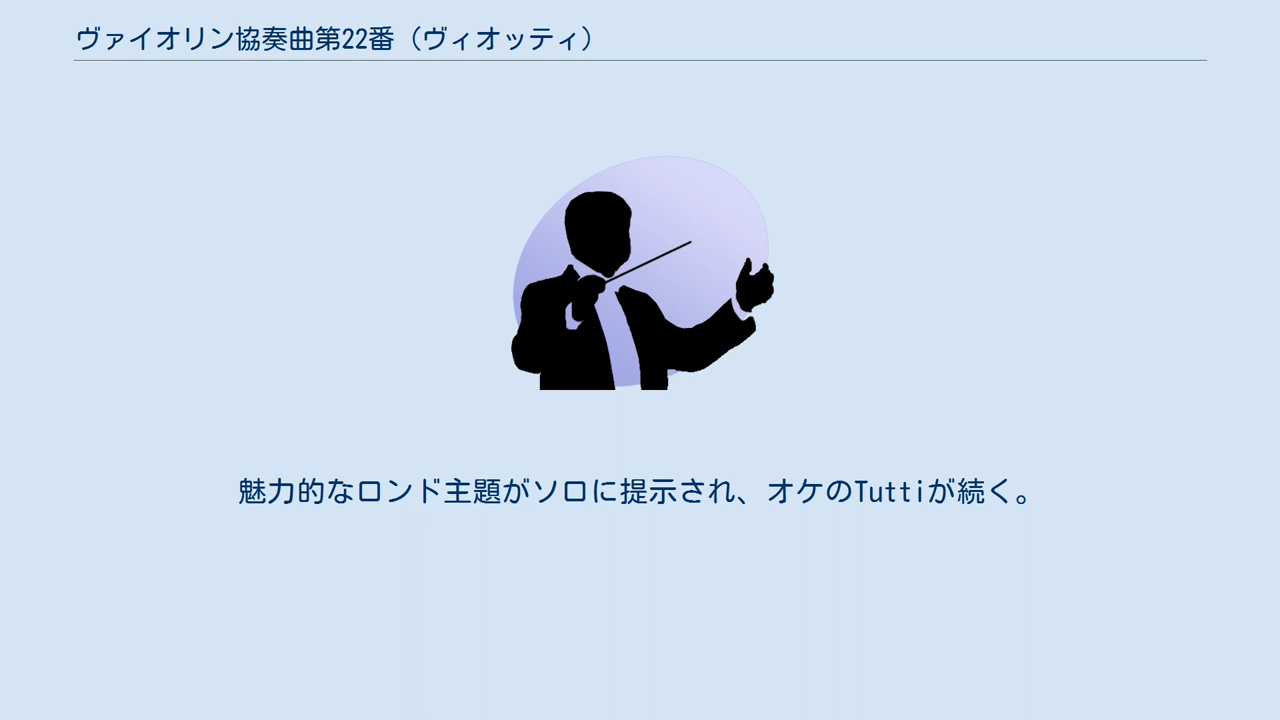 ヴァイオリン協奏曲第22番（ヴィオッティ）
魅力的なロンド主題がソロに提示され、オケのTuttiが続く。